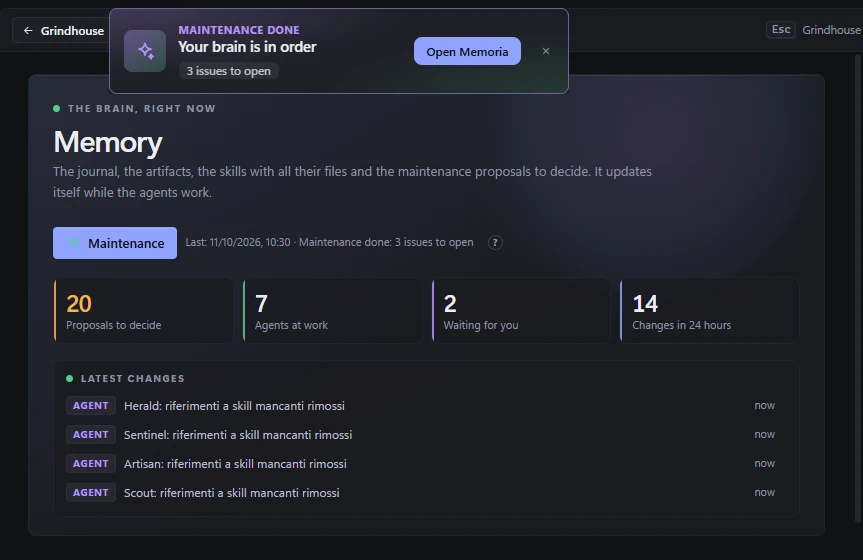 ← Grindhouse
MAINTENANCE DONE
Your brain is in order
3 issues to open
Open Memoria
×
Esc Grindhouse
THE BRAIN, RIGHT NOW
Memory
The journal, the artifacts, the skills with all their files and the maintenance proposals to decide. It updates
itself while the agents work.
Maintenance
Last: 11/10/2026, 10:30 · Maintenance done: 3 issues to open
?
20
Proposals to decide
7
Agents at work
2
Waiting for you
14
Changes in 24 hours
LATEST CHANGES
AGENT Herald: riferimenti a skill mancanti rimossi now
AGENT Sentinel: riferimenti a skill mancanti rimossi now
AGENT Artisan: riferimenti a skill mancanti rimossi now
AGENT Scout: riferimenti a skill mancanti rimossi now